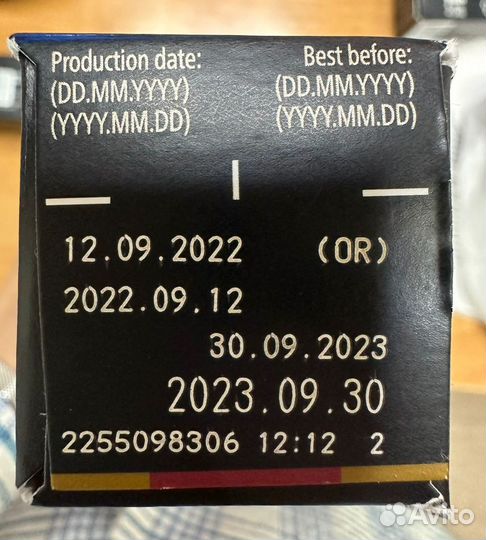 Production date: Best before:
(DD.MM.YYYY) (DD.MM.YYYY)
(YYYY.MM.DD) (YYYY.MM.DD)
12.09.2022 (OR)
2022.09.12
30.09.2023
2023.09.30
2255098306 12:12 2
Avito